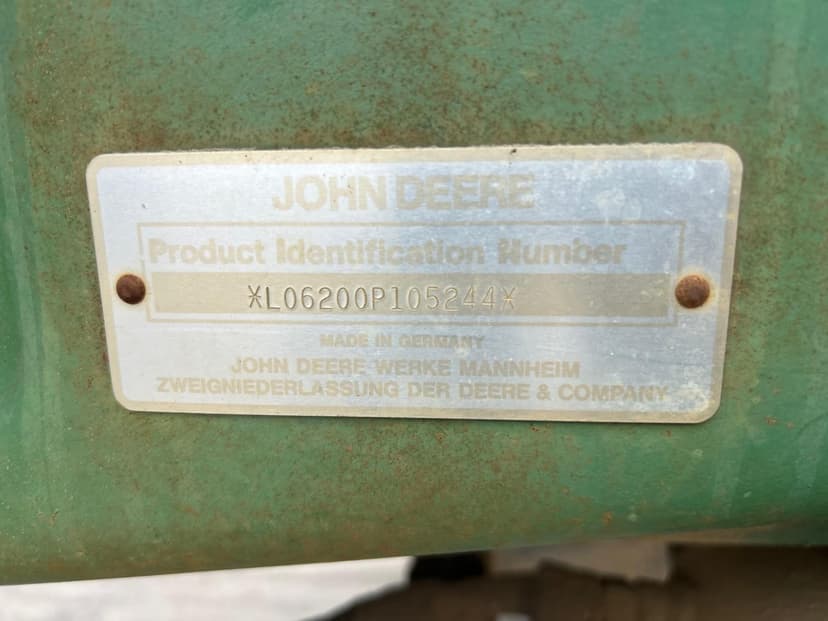 JOHN DEERE
Product Identification Number
*L06200P105244*
MADE IN GERMANY
JOHN DEERE WERKE MANNHEIM
ZWEIGNIEDERLASSUNG DER DEERE & COMPANY